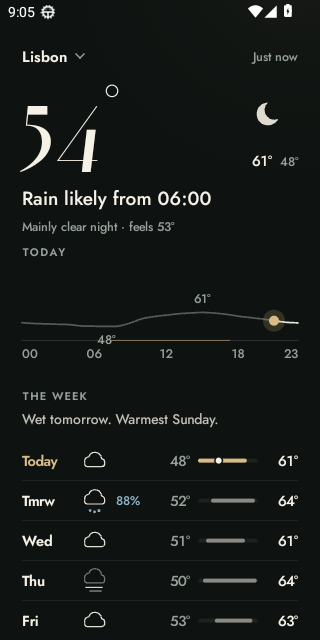 9:05
Lisbon
Just now
54°
61° 48°
Rain likely from 06:00
Mainly clear night · feels 53°
TODAY
61°
48°
00 06 12 18 23
THE WEEK
Wet tomorrow. Warmest Sunday.
Today 48° 61°
Tmrw 88% 52° 64°
Wed 51° 61°
Thu 50° 64°
Fri 53° 63°